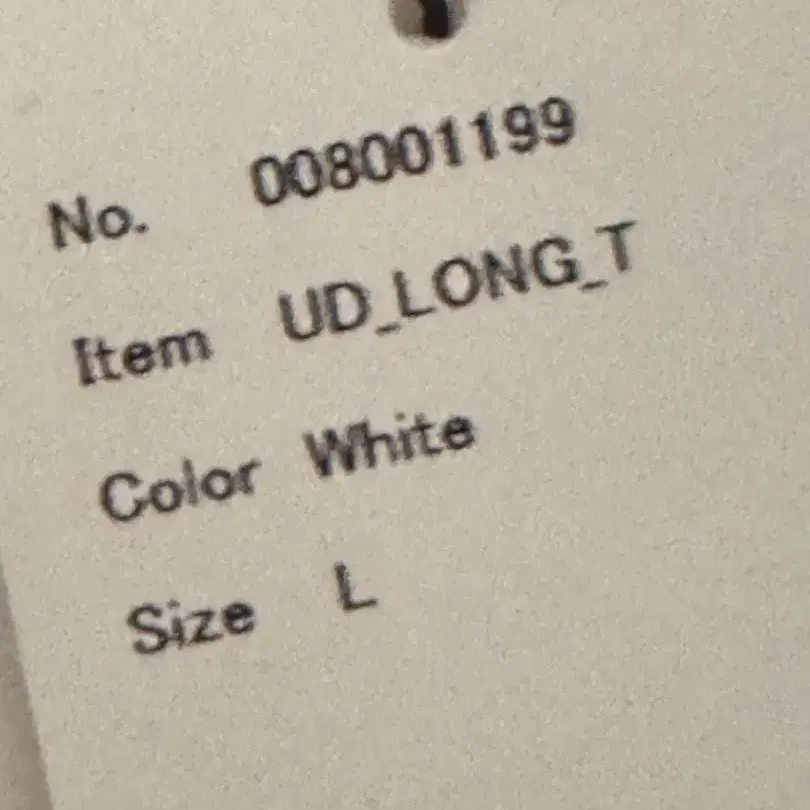 No. 008001199
Item UD_LONG_T
Color White
Size L